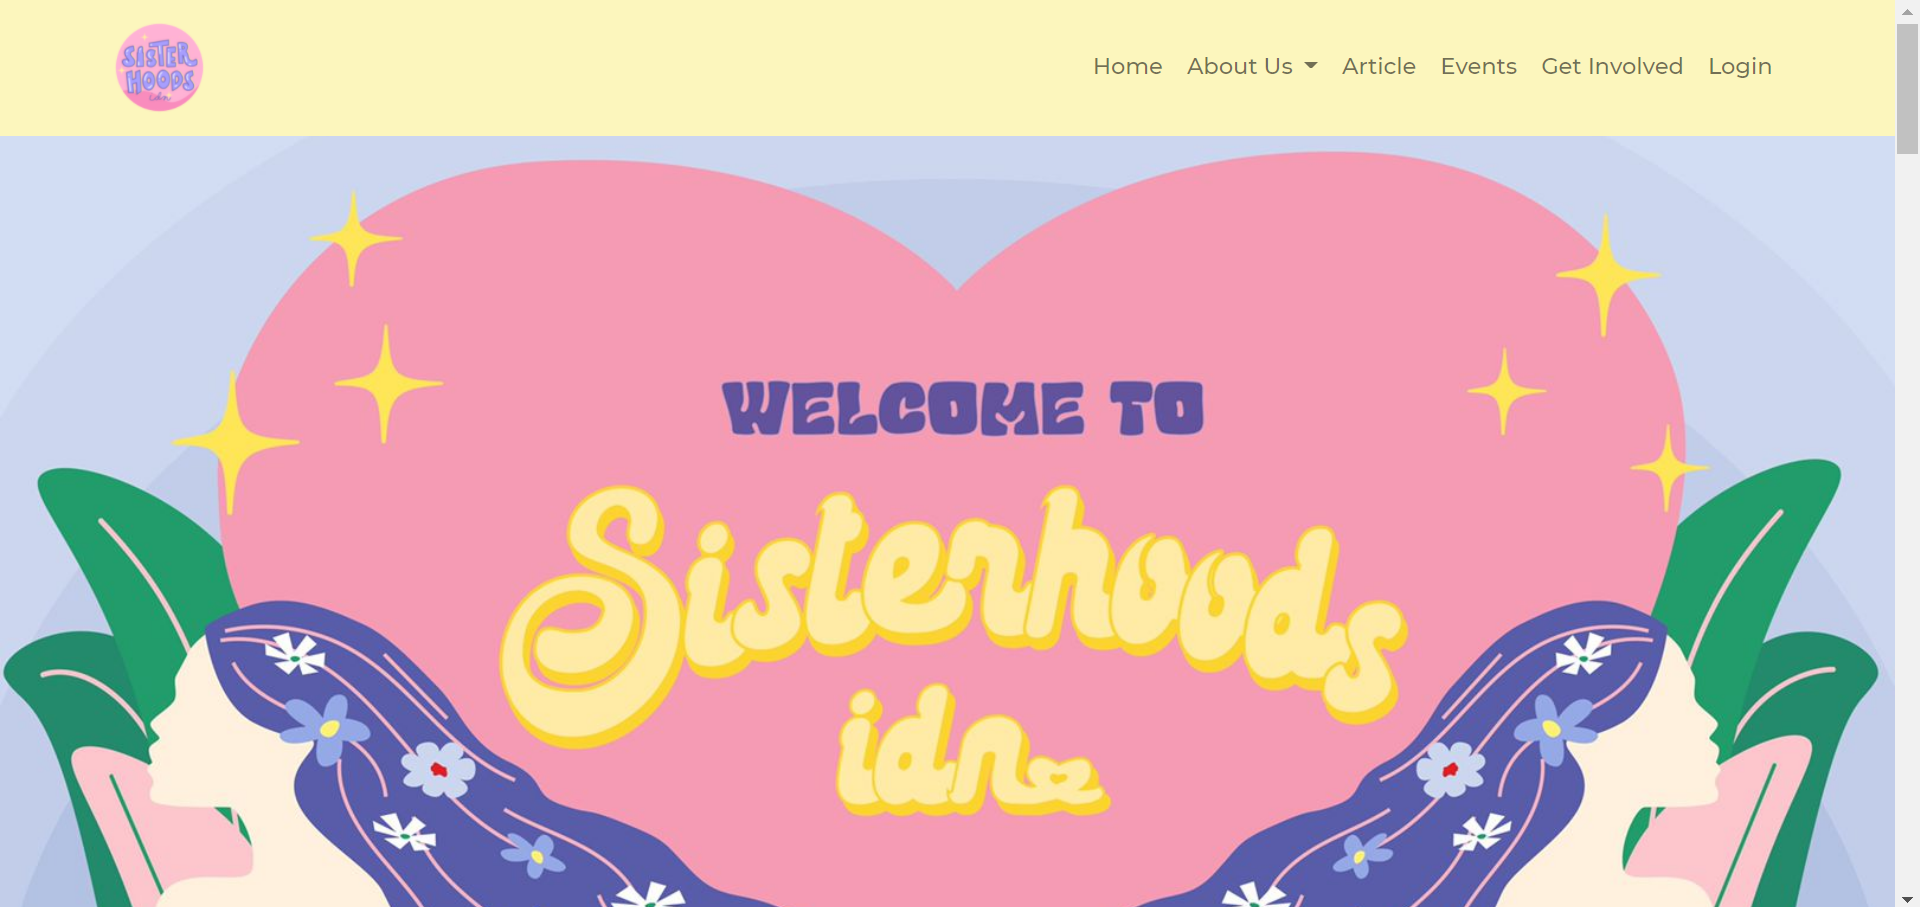 SISTER
HOODS
idn
Home About Us Article Events Get Involved Login
WELCOME TO
Sisterhoods
idn